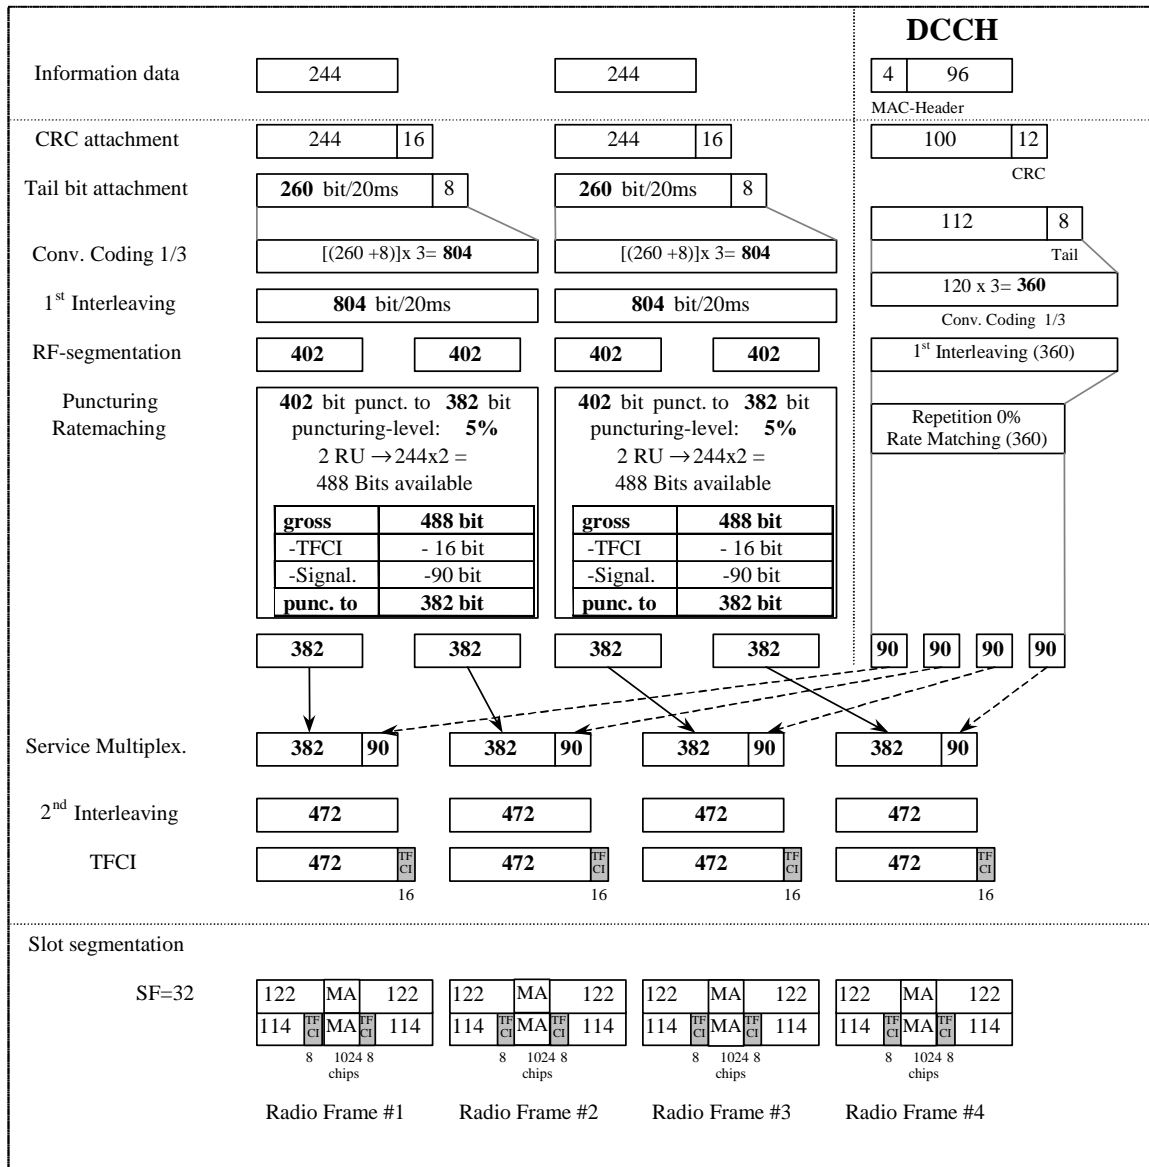 DCCH
Information data 244 244 4 96
MAC-Header
CRC attachment 244 16 244 16 100 12
CRC
Tail bit attachment 260 bit/20ms 8 260 bit/20ms 8
112 8
Tail
Conv. Coding 1/3 [(260 +8)]x 3= 804 [(260 +8)]x 3= 804
120 x 3= 360
1st Interleaving 804 bit/20ms 804 bit/20ms
Conv. Coding 1/3
RF-segmentation 402 402 402 402 1st Interleaving (360)
Puncturing
Ratemaching
402 bit punct. to 382 bit
puncturing-level: 5%
2 RU →244x2 =
488 Bits available
gross 488 bit
-TFCI - 16 bit
-Signal. -90 bit
punc. to 382 bit
402 bit punct. to 382 bit
puncturing-level: 5%
2 RU →244x2 =
488 Bits available
gross 488 bit
-TFCI - 16 bit
-Signal. -90 bit
punc. to 382 bit
Repetition 0%
Rate Matching (360)
382 382 382 382 90 90 90 90
Service Multiplex. 382 90 382 90 382 90 382 90
2nd Interleaving 472 472 472 472
TFCI 472 TF CI 472 TF CI 472 TF CI 472 TF CI
16 16 16 16
Slot segmentation
SF=32 122 MA 122 122 MA 122 122 MA 122 122 MA 122
114 TF CI MA TF CI 114 114 TF CI MA TF CI 114 114 TF CI MA TF CI 114 114 TF CI MA TF CI 114
8 1024 8 8 1024 8 8 1024 8 8 1024 8
chips chips chips chips
Radio Frame #1 Radio Frame #2 Radio Frame #3 Radio Frame #4